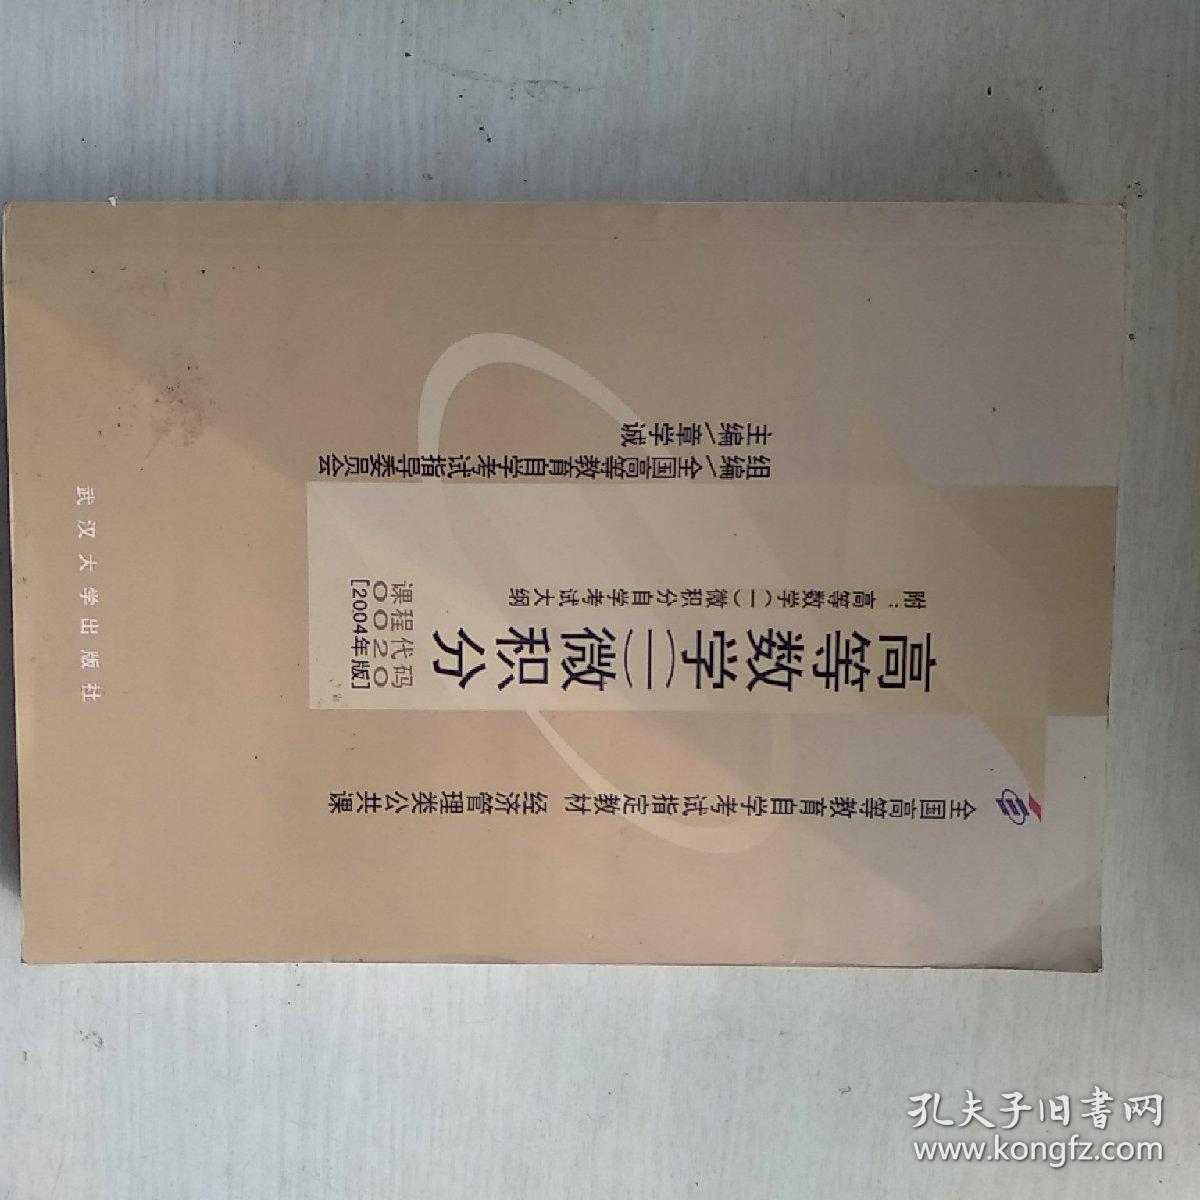 全国高等教育自学考试指定教材 经济管理类公共课
高等数学(一)微积分
附：高等数学(一)微积分自学考试大纲
课程代码
0020
[2004年版]
组编/全国高等教育自学考试指导委员会
主编/章学诚
武汉大学出版社
孔夫子旧书网
www.kongfz.com